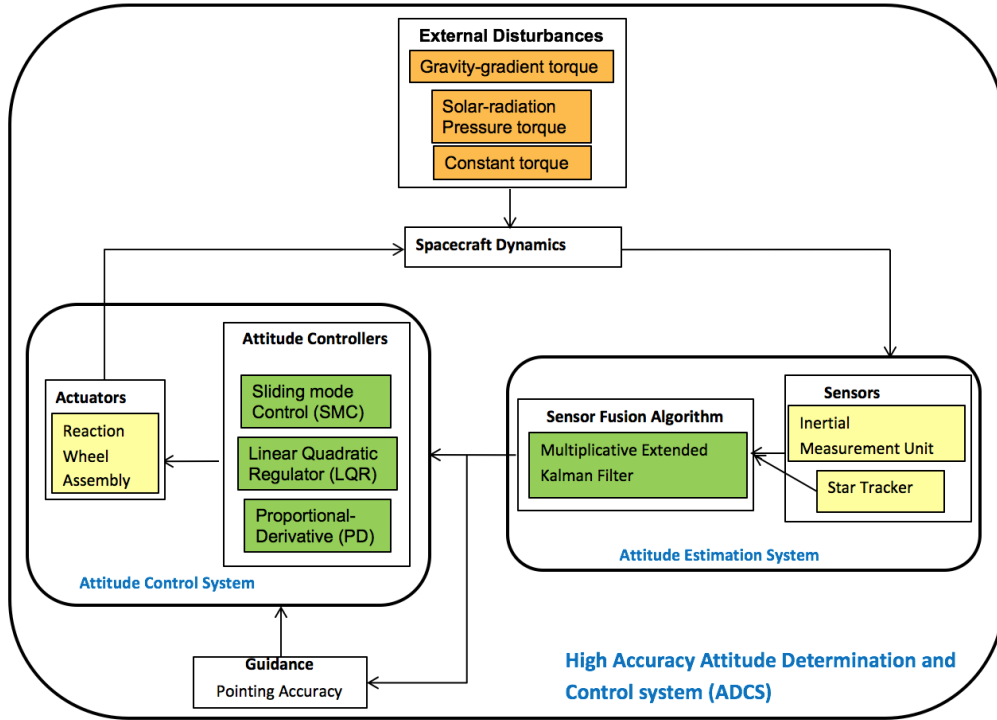 External Disturbances
Gravity-gradient torque
Solar-radiation
Pressure torque
Constant torque
Spacecraft Dynamics
Attitude Controllers
Sliding mode
Control (SMC)
Linear Quadratic
Regulator (LQR)
Proportional-
Derivative (PD)
Actuators
Reaction
Wheel
Assembly
Attitude Control System
Sensor Fusion Algorithm
Multiplicative Extended
Kalman Filter
Sensors
Inertial
Measurement Unit
Star Tracker
Attitude Estimation System
Guidance
Pointing Accuracy
High Accuracy Attitude Determination and
Control system (ADCS)